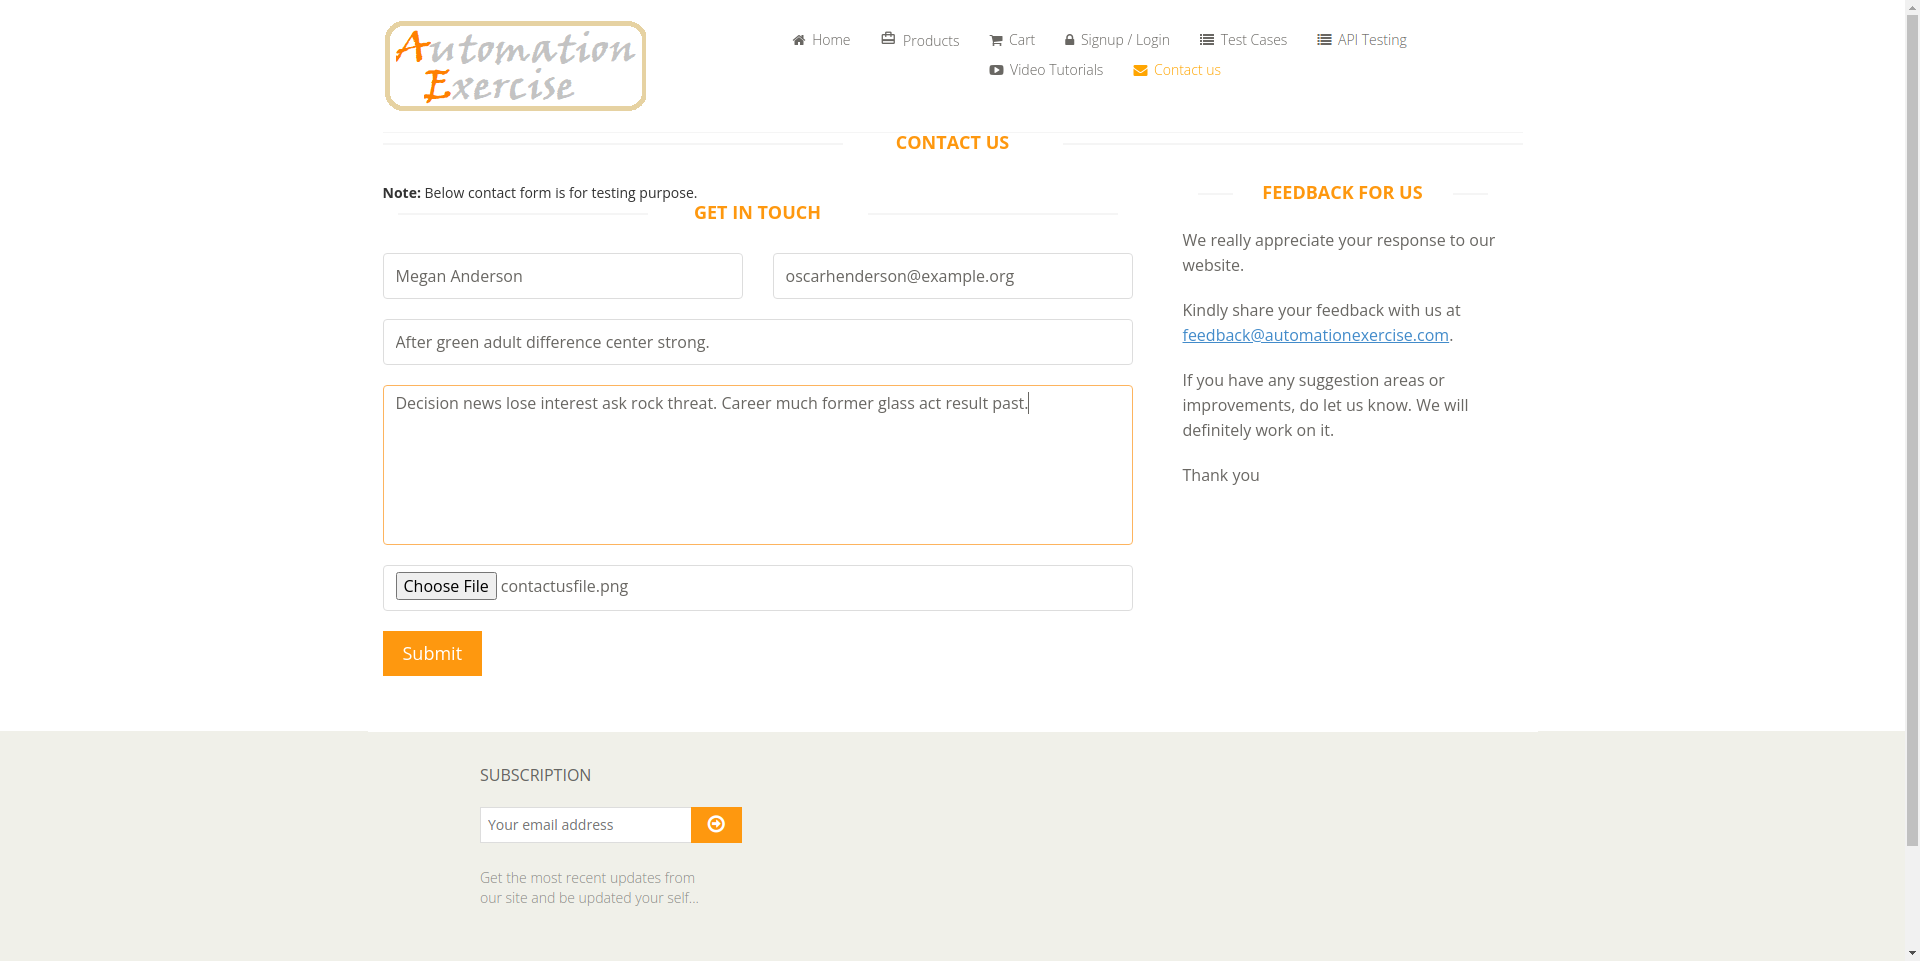 Automation
Exercise
Home
Products
Cart
Signup / Login
Test Cases
API Testing
Video Tutorials
Contact us
CONTACT US
Note: Below contact form is for testing purpose.
GET IN TOUCH
Megan Anderson
oscarhenderson@example.org
After green adult difference center strong.
Decision news lose interest ask rock threat. Career much former glass act result past.
Choose File contactusfile.png
Submit
FEEDBACK FOR US
We really appreciate your response to our
website.
Kindly share your feedback with us at
feedback@automationexercise.com.
If you have any suggestion areas or
improvements, do let us know. We will
definitely work on it.
Thank you
SUBSCRIPTION
Your email address
Get the most recent updates from
our site and be updated your self...